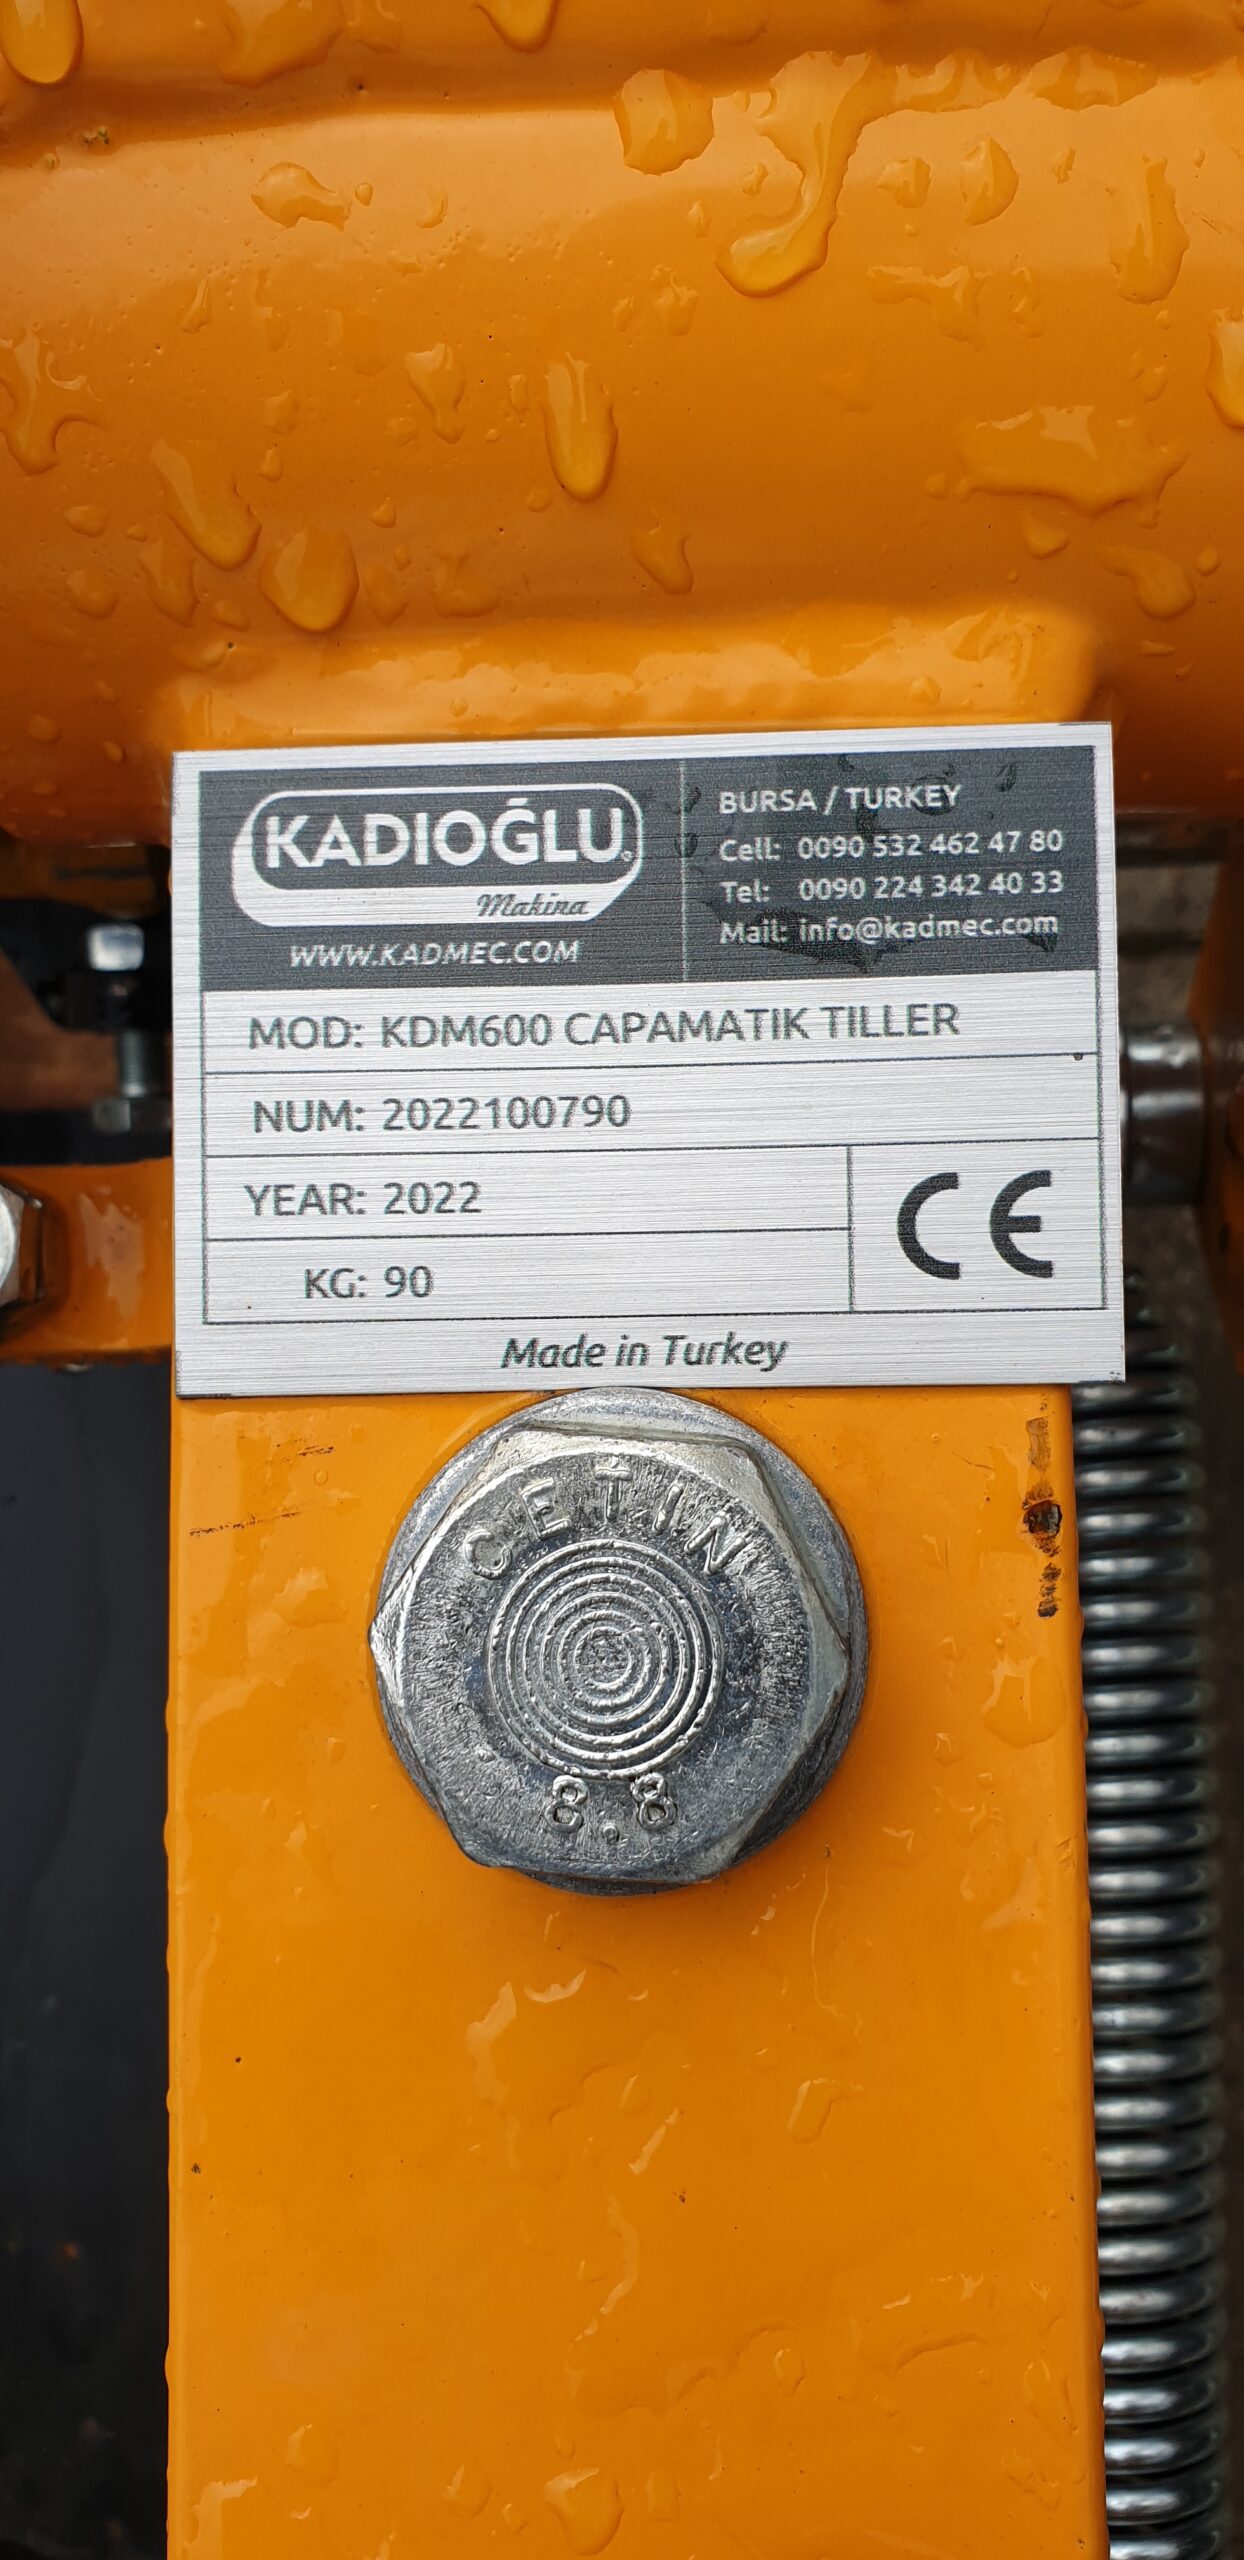 KADIOĞLU
Makina
WWW.KADMEC.COM
BURSA / TURKEY
Cell: 0090 532 462 47 80
Tel: 0090 224 342 40 33
Mail: info@kadmec.com
MOD: KDM600 CAPAMATIK TILLER
NUM: 2022100790
YEAR: 2022
KG: 90
CE
Made in Turkey
CETIN
8.8